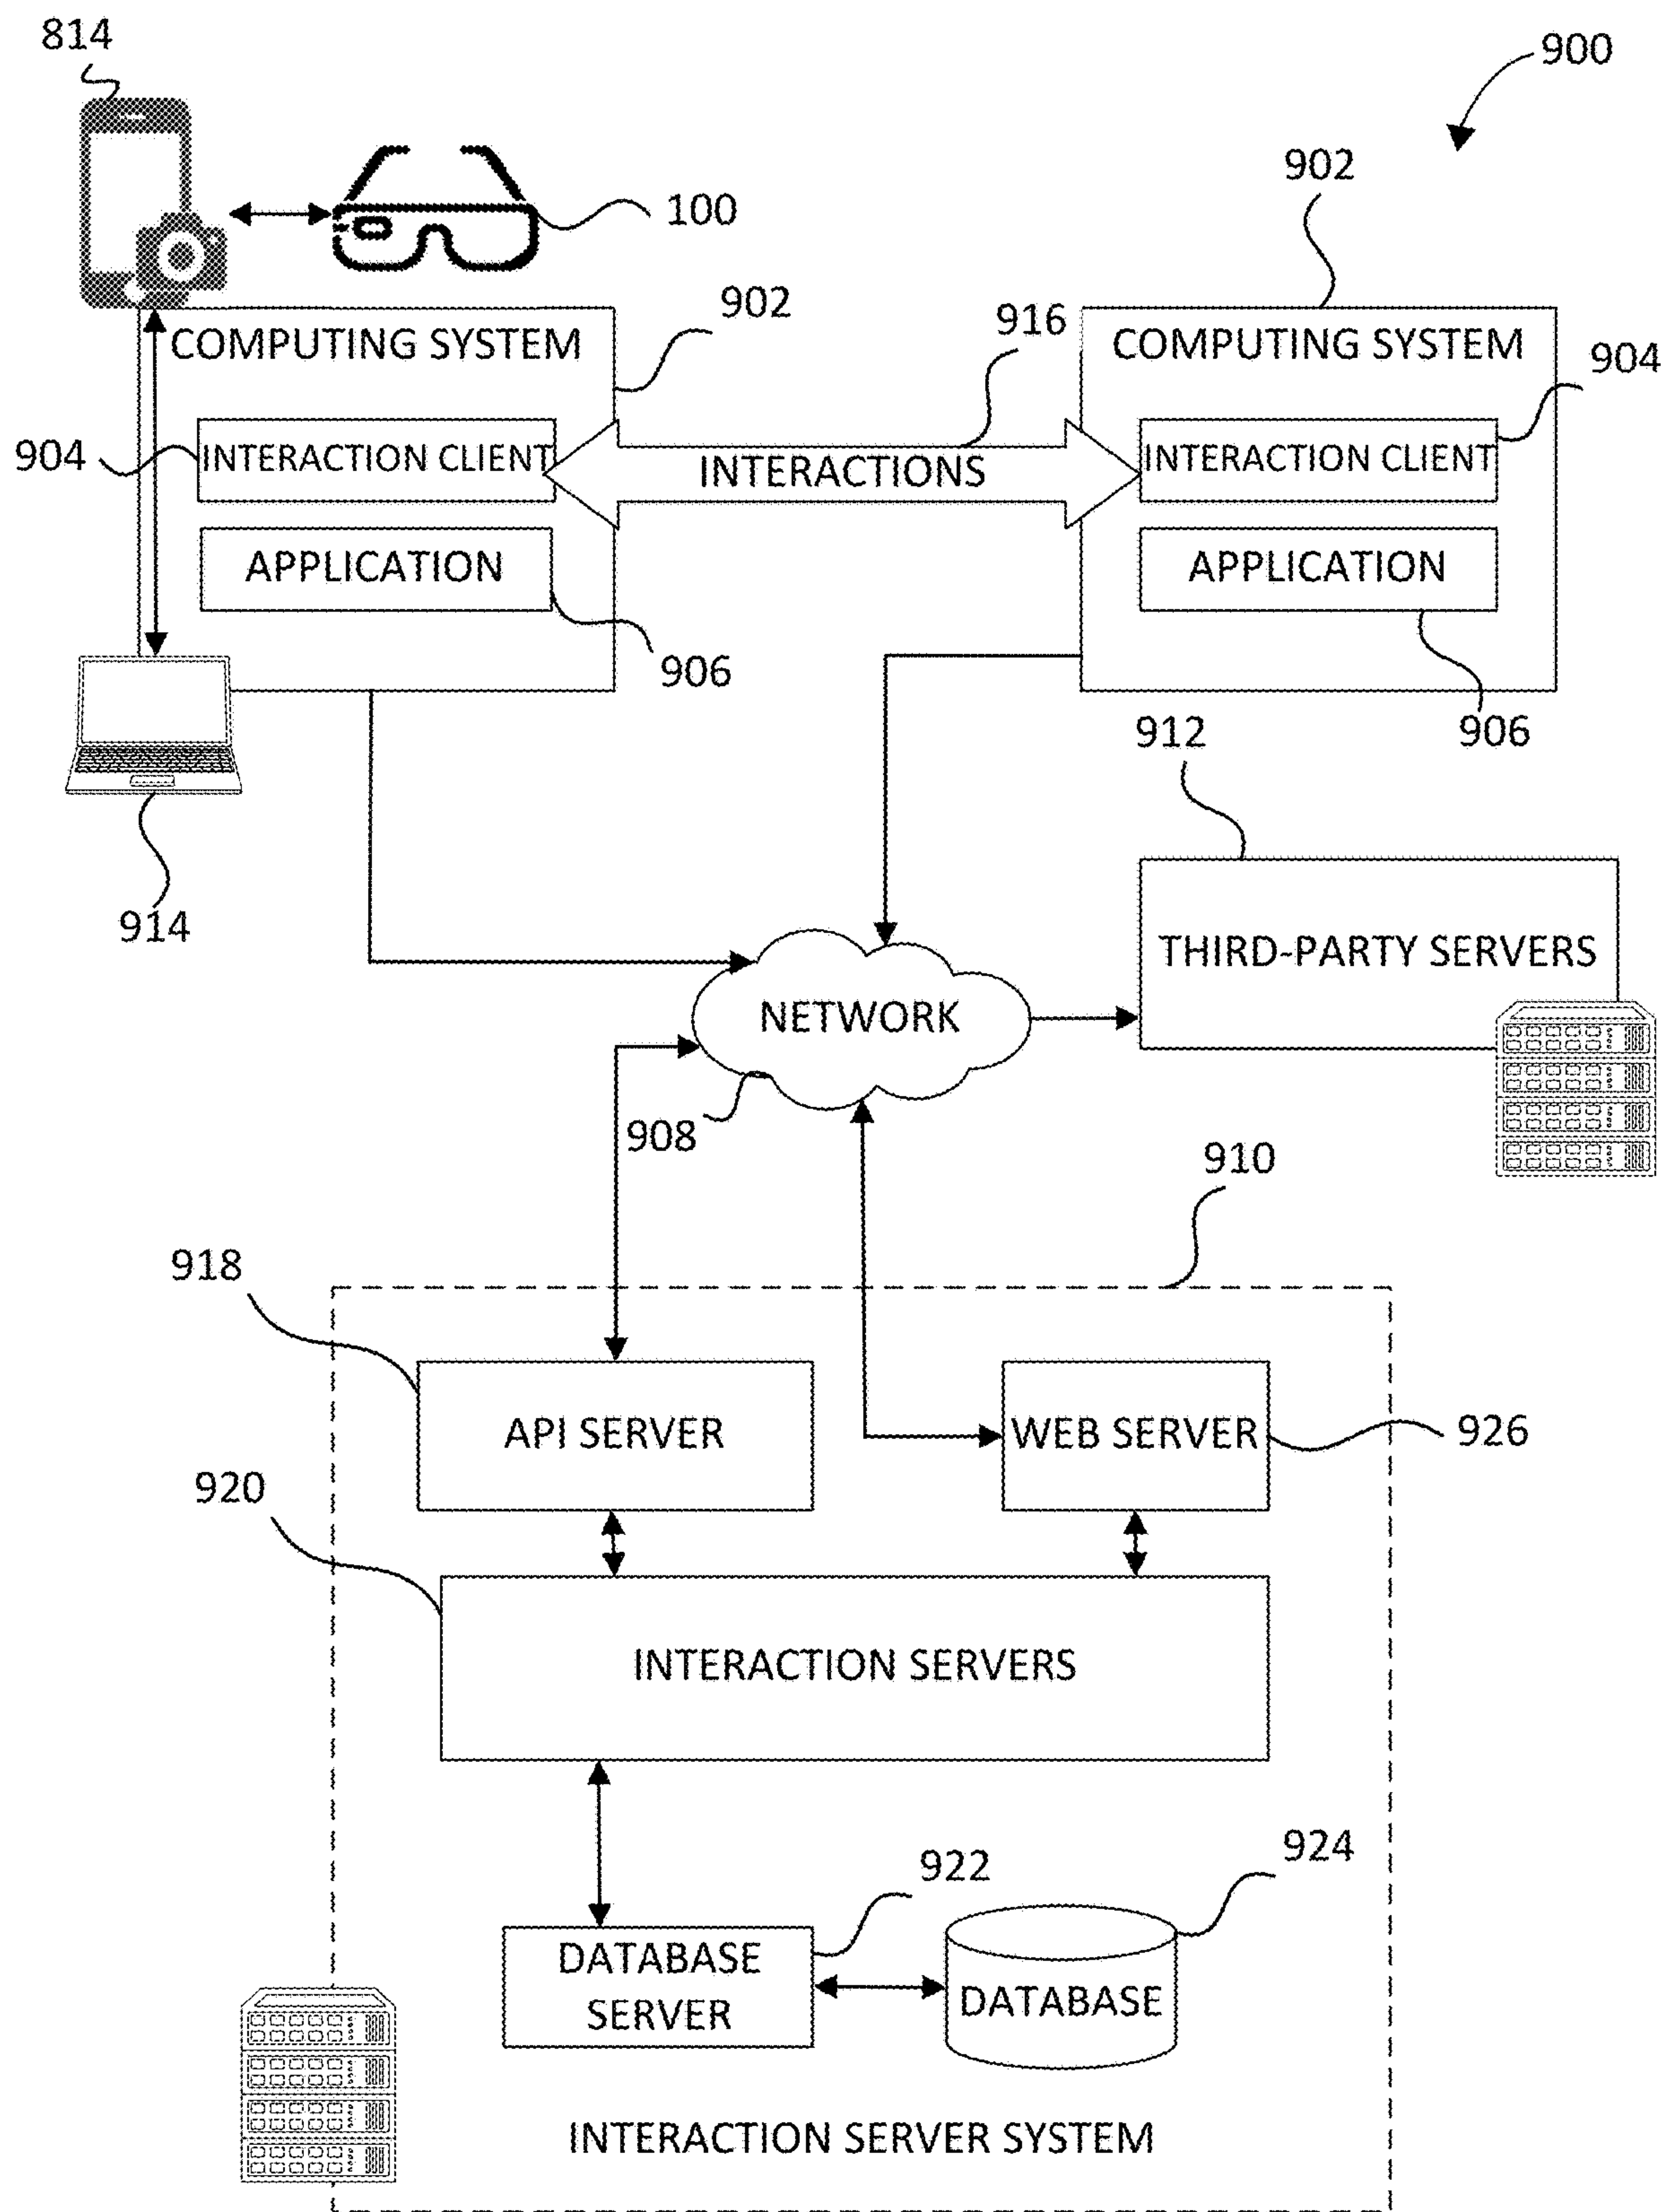 814
900
902
100
902
916
COMPUTING SYSTEM
COMPUTING SYSTEM
904
904
INTERACTION CLIENT
INTERACTIONS
INTERACTION CLIENT
APPLICATION
APPLICATION
906
906
912
914
THIRD-PARTY SERVERS
NETWORK
908
910
918
API SERVER
WEB SERVER
926
920
INTERACTION SERVERS
922
924
DATABASE
SERVER
DATABASE
INTERACTION SERVER SYSTEM